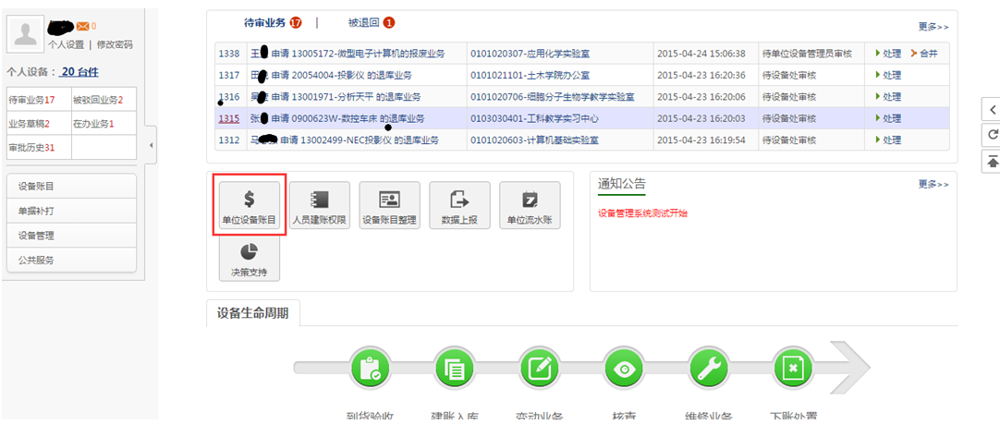 0
个人设置 | 修改密码
个人设备： 20 台件
待审业务17 被驳回业务2
业务草稿2 在办业务1
审批历史31
设备账目
单据补打
设备管理
公共服务
待审业务 17 | 被退回 1
更多>>
1338 王 申请 13005172-微型电子计算机的报废业务 0101020307-应用化学实验室 2015-04-24 15:06:38 待单位设备管理员审核 处理 合并
1317 申请 20054004-投影仪 的退库业务 0101021101-土木学院办公室 2015-04-23 16:20:36 待设备处审核 处理
1316 申请 13001971-分析天平 的退库业务 0101020706-细胞分子生物学教学实验室 2015-04-23 16:20:06 待设备处审核 处理
1315 张 申请 0900623W-数控车床 的退库业务 0103030401-工科教学实习中心 2015-04-23 16:20:03 待设备处审核 处理
1312 马 申请 13002499-NEC投影仪 的退库业务 0101020603-计算机基础实验室 2015-04-23 16:19:54 待设备处审核 处理
单位设备账目 人员建账权限 设备账目整理 数据上报 单位流水账
决策支持
通知公告 更多>>
设备管理系统测试开始
设备生命周期
到货验收 建账入库 变动业务 核查 维修业务 下账处置